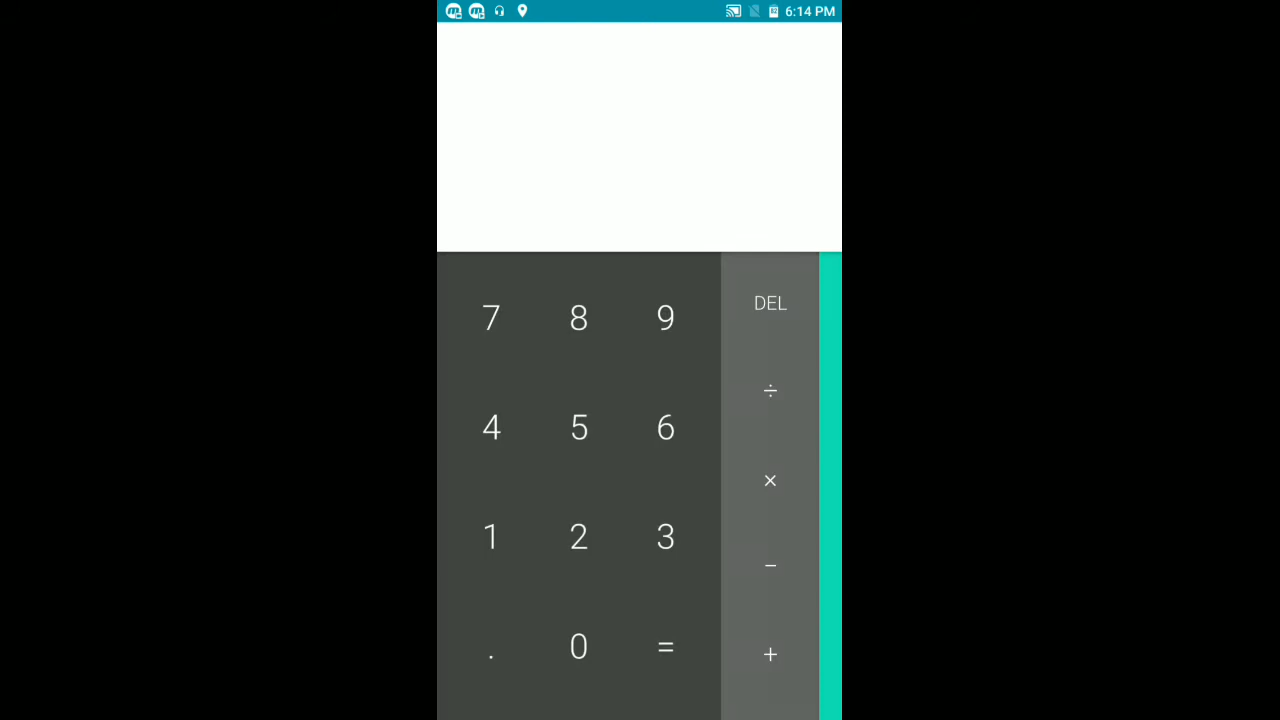 6:14 PM
7 8 9 DEL
÷
4 5 6
×
1 2 3
−
. 0 = +